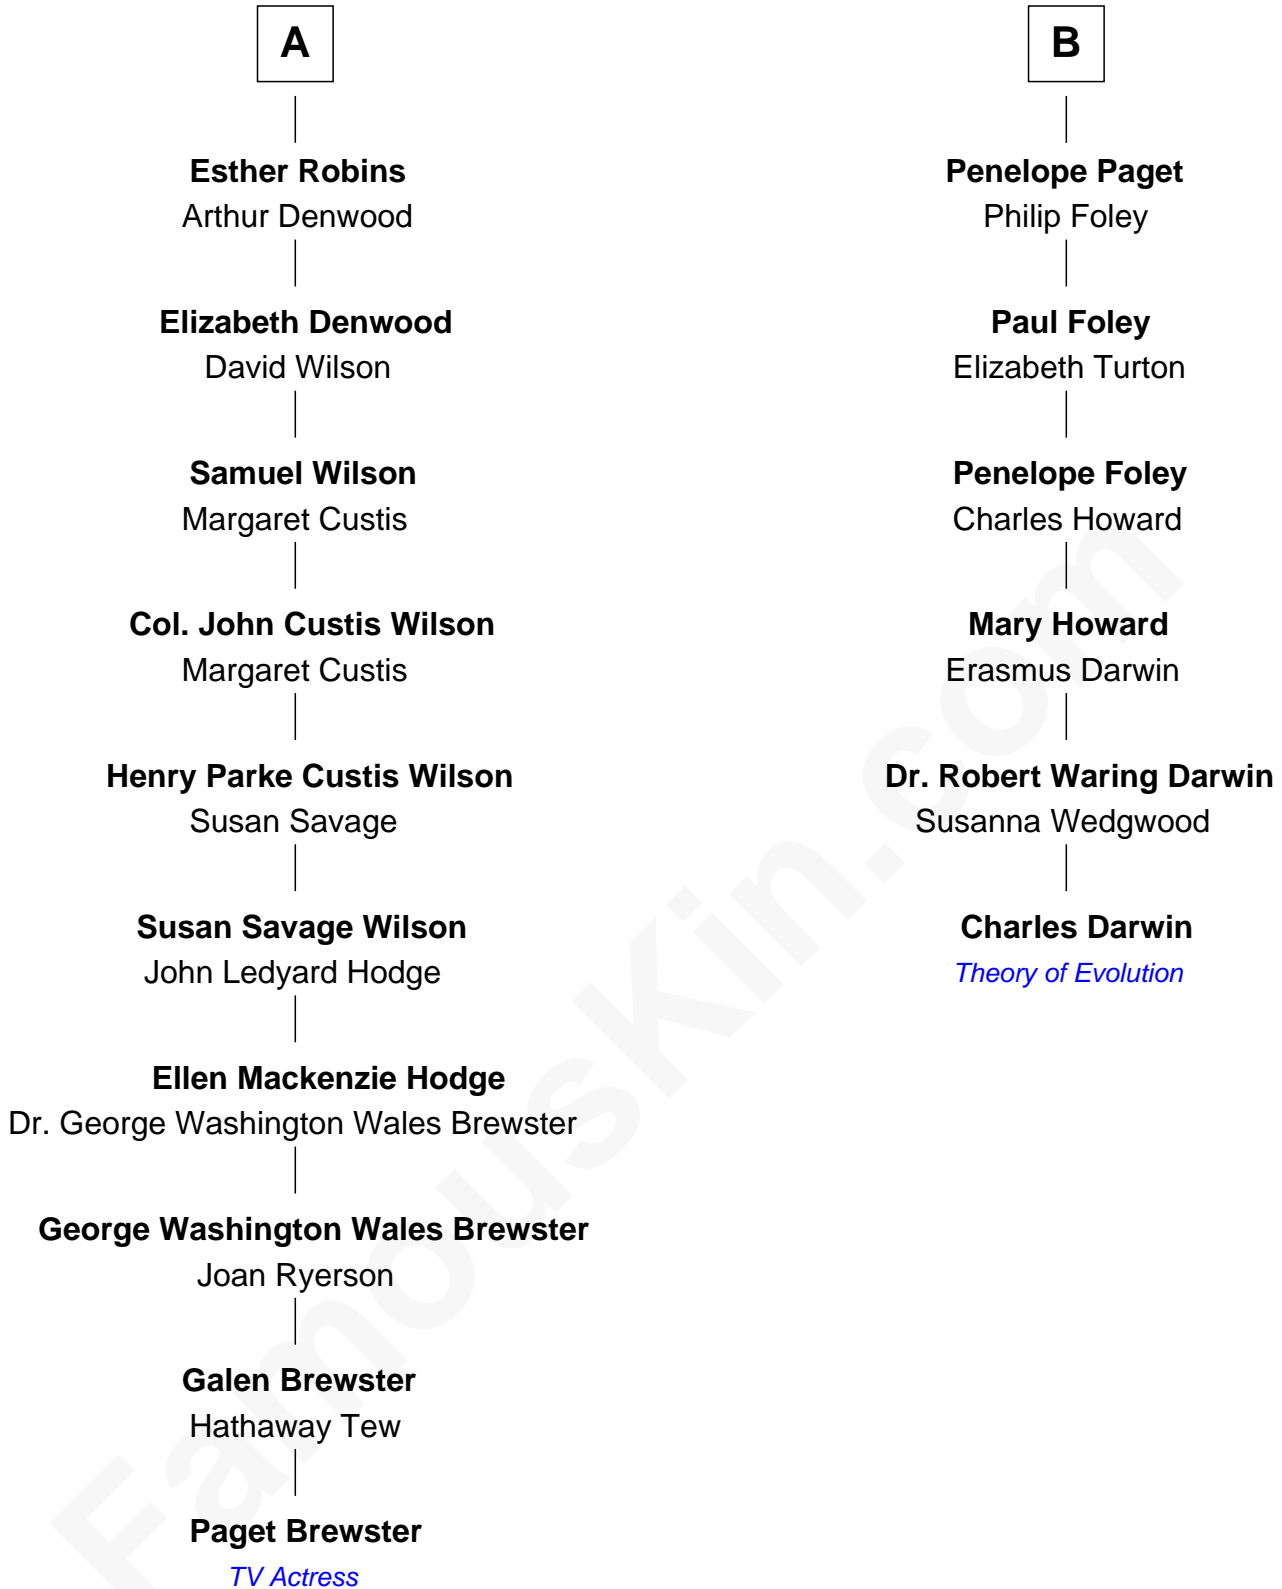 A
Esther Robins
Arthur Denwood
Elizabeth Denwood
David Wilson
Samuel Wilson
Margaret Custis
Col. John Custis Wilson
Margaret Custis
Henry Parke Custis Wilson
Susan Savage
Susan Savage Wilson
John Ledyard Hodge
Ellen Mackenzie Hodge
Dr. George Washington Wales Brewster
George Washington Wales Brewster
Joan Ryerson
Galen Brewster
Hathaway Tew
Paget Brewster
TV Actress
B
Penelope Paget
Philip Foley
Paul Foley
Elizabeth Turton
Penelope Foley
Charles Howard
Mary Howard
Erasmus Darwin
Dr. Robert Waring Darwin
Susanna Wedgwood
Charles Darwin
Theory of Evolution
FamousKin.com